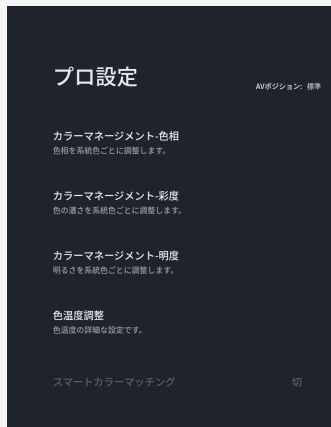 プロ設定
AVポジション: 標準
カラーマネージメント-色相
色相を系統色ごとに調整します。
カラーマネージメント-彩度
色の濃さを系統色ごとに調整します。
カラーマネージメント-明度
明るさを系統色ごとに調整します。
色温度調整
色温度の詳細な設定です。
スマートカラーマッチング 切